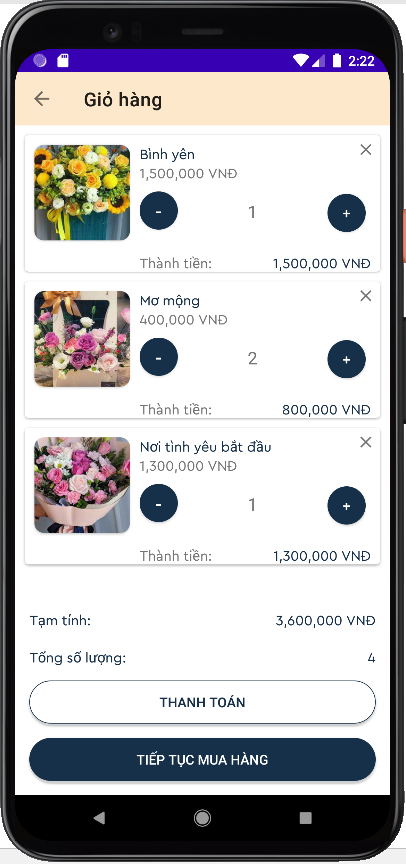 2:22
Giỏ hàng
Bình yên
1,500,000 VNĐ
- 1 +
Thành tiền: 1,500,000 VNĐ
Mơ mộng
400,000 VNĐ
- 2 +
Thành tiền: 800,000 VNĐ
Nơi tình yêu bắt đầu
1,300,000 VNĐ
- 1 +
Thành tiền: 1,300,000 VNĐ
Tạm tính: 3,600,000 VNĐ
Tổng số lượng: 4
THANH TOÁN
TIẾP TỤC MUA HÀNG